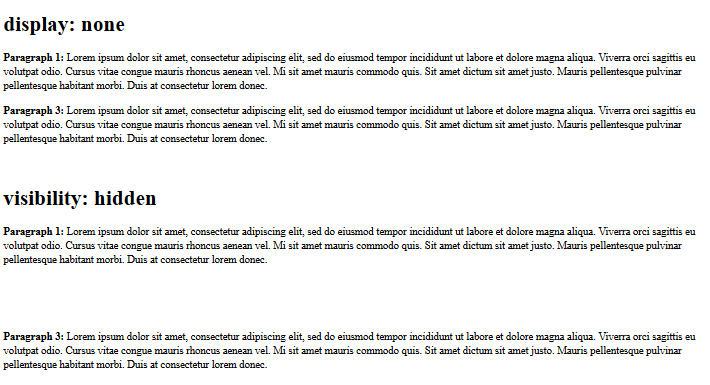 display: none
Paragraph 1: Lorem ipsum dolor sit amet, consectetur adipiscing elit, sed do eiusmod tempor incididunt ut labore et dolore magna aliqua. Viverra orci sagittis eu
volutpat odio. Cursus vitae congue mauris rhoncus aenean vel. Mi sit amet mauris commodo quis. Sit amet dictum sit amet justo. Mauris pellentesque pulvinar
pellentesque habitant morbi. Duis at consectetur lorem donec.
Paragraph 3: Lorem ipsum dolor sit amet, consectetur adipiscing elit, sed do eiusmod tempor incididunt ut labore et dolore magna aliqua. Viverra orci sagittis eu
volutpat odio. Cursus vitae congue mauris rhoncus aenean vel. Mi sit amet mauris commodo quis. Sit amet dictum sit amet justo. Mauris pellentesque pulvinar
pellentesque habitant morbi. Duis at consectetur lorem donec.
visibility: hidden
Paragraph 1: Lorem ipsum dolor sit amet, consectetur adipiscing elit, sed do eiusmod tempor incididunt ut labore et dolore magna aliqua. Viverra orci sagittis eu
volutpat odio. Cursus vitae congue mauris rhoncus aenean vel. Mi sit amet mauris commodo quis. Sit amet dictum sit amet justo. Mauris pellentesque pulvinar
pellentesque habitant morbi. Duis at consectetur lorem donec.
Paragraph 3: Lorem ipsum dolor sit amet, consectetur adipiscing elit, sed do eiusmod tempor incididunt ut labore et dolore magna aliqua. Viverra orci sagittis eu
volutpat odio. Cursus vitae congue mauris rhoncus aenean vel. Mi sit amet mauris commodo quis. Sit amet dictum sit amet justo. Mauris pellentesque pulvinar
pellentesque habitant morbi. Duis at consectetur lorem donec.